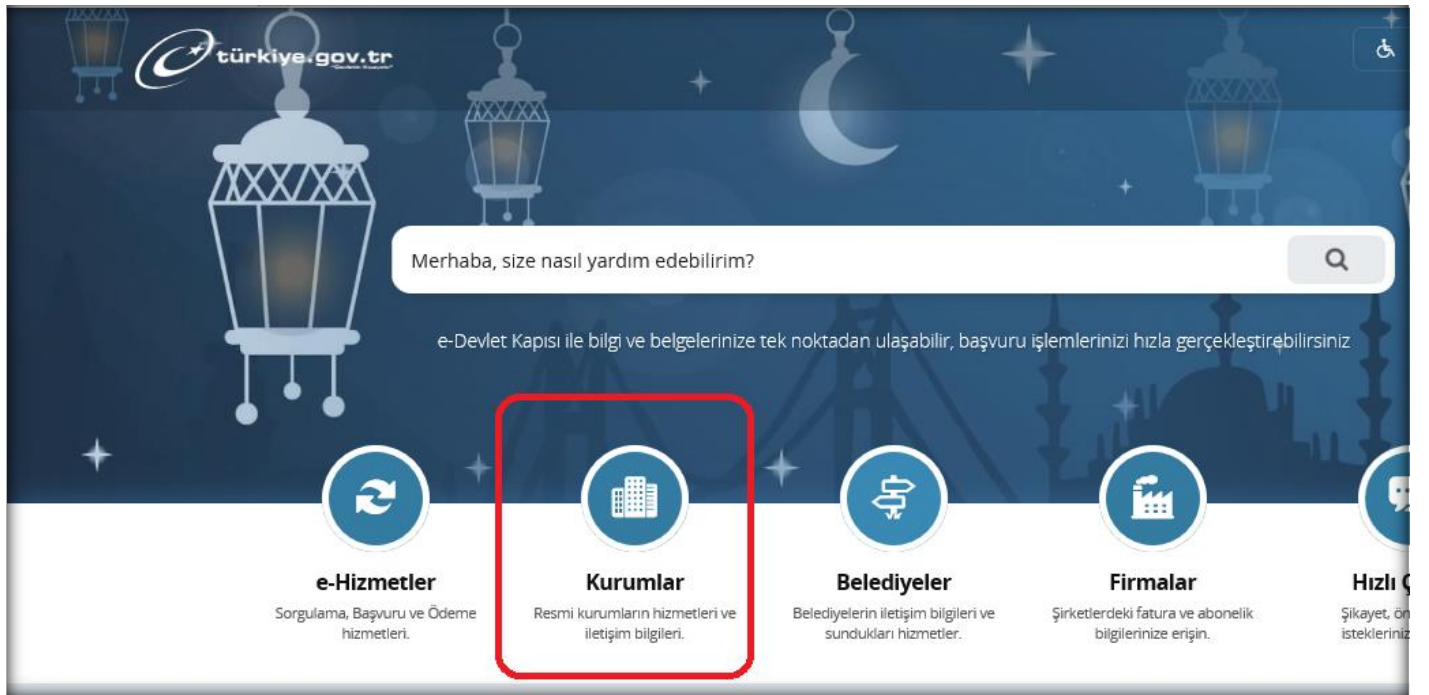 türkiye.gov.tr
Merhaba, size nasıl yardım edebilirim?
e-Devlet Kapısı ile bilgi ve belgelerinize tek noktadan ulaşabilir, başvuru işlemlerinizi hızla gerçekleştirebilirsiniz
e-Hizmetler
Sorgulama, Başvuru ve Ödeme
hizmetleri.
Kurumlar
Resmi kurumların hizmetleri ve
iletişim bilgileri.
Belediyeler
Belediyelerin iletişim bilgileri ve
sundukları hizmetler.
Firmalar
Şirketlerdeki fatura ve abonelik
bilgilerinize erişin.
Hızlı
Şikayet, ön
istekleriniz